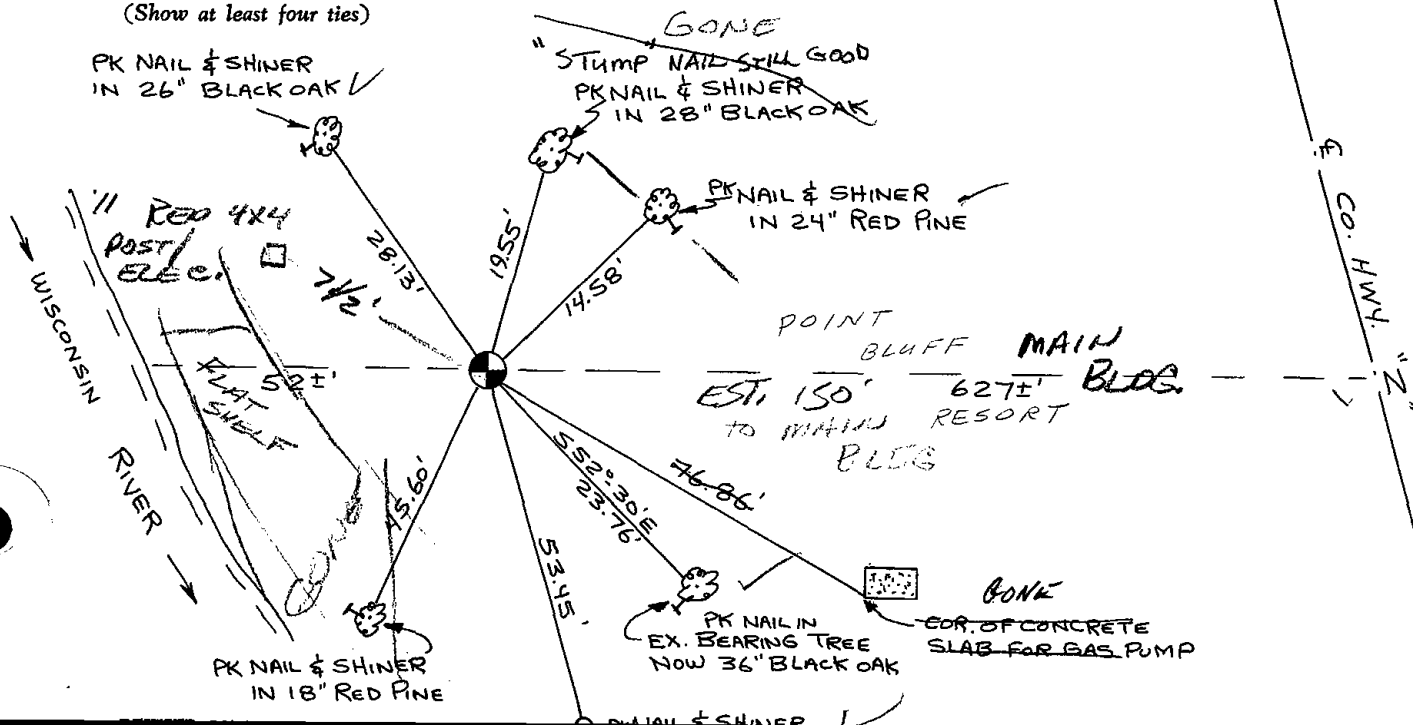 (Show at least four ties)
GONE
"STUMP" NAIL STILL GOOD
PK NAIL & SHINER
IN 26" BLACK OAK
PK NAIL & SHINER
IN 28" BLACK OAK
PK NAIL & SHINER
IN 24" RED PINE
℄ CO. HWY. "Z"
RED 4X4
POST/
ELEC.
7 1/2'
28.13'
19.55'
14.58'
WISCONSIN RIVER
FLAT
SHELF
52±'
POINT
BLUFF
MAIN
BLDG.
EST. 150'
627±'
TO MAIN RESORT
BLDG
GONE
45.60'
53.45'
S52°30'E
23.76'
76.86'
PK NAIL & SHINER
IN 18" RED PINE
PK NAIL IN
EX. BEARING TREE
NOW 36" BLACK OAK
GONE
COR. OF CONCRETE
SLAB FOR GAS PUMP
PK NAIL & SHINER